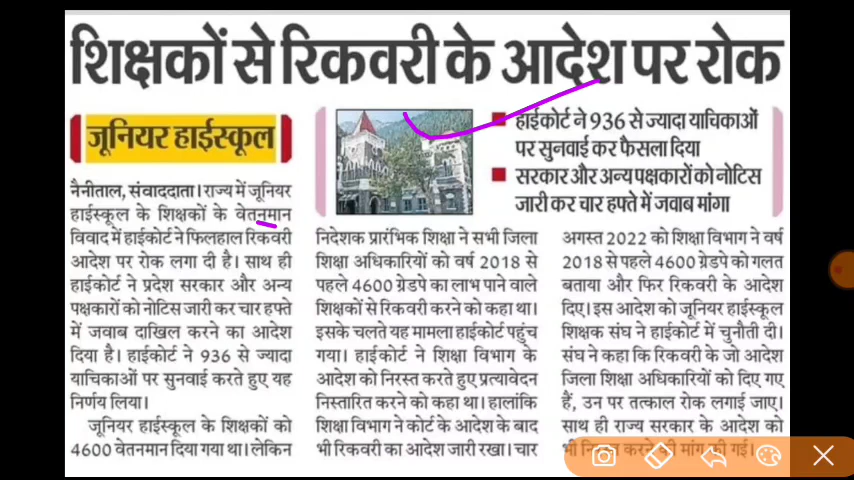 शिक्षकों से रिकवरी के आदेश पर रोक
जूनियर हाईस्कूल
हाईकोर्ट ने 936 से ज्यादा याचिकाओं
पर सुनवाई कर फैसला दिया
सरकार और अन्य पक्षकारों को नोटिस
जारी कर चार हफ्ते में जवाब मांगा
नैनीताल, संवाददाता। राज्य में जूनियर
हाईस्कूल के शिक्षकों के वेतनमान
विवाद में हाईकोर्ट ने फिलहाल रिकवरी
आदेश पर रोक लगा दी है। साथ ही
हाईकोर्ट ने प्रदेश सरकार और अन्य
पक्षकारों को नोटिस जारी कर चार हफ्ते
में जवाब दाखिल करने का आदेश
दिया है। हाईकोर्ट ने 936 से ज्यादा
याचिकाओं पर सुनवाई करते हुए यह
निर्णय लिया।
जूनियर हाईस्कूल के शिक्षकों को
4600 वेतनमान दिया गया था। लेकिन
निदेशक प्रारंभिक शिक्षा ने सभी जिला
शिक्षा अधिकारियों को वर्ष 2018 से
पहले 4600 ग्रेडपे का लाभ पाने वाले
शिक्षकों से रिकवरी करने को कहा था।
इसके चलते यह मामला हाईकोर्ट पहुंच
गया। हाईकोर्ट ने शिक्षा विभाग के
आदेश को निरस्त करते हुए प्रत्यावेदन
निस्तारित करने को कहा था। हालांकि
शिक्षा विभाग ने कोर्ट के आदेश के बाद
भी रिकवरी का आदेश जारी रखा। चार
अगस्त 2022 को शिक्षा विभाग ने वर्ष
2018 से पहले 4600 ग्रेडपे को गलत
बताया और फिर रिकवरी के आदेश
दिए। इस आदेश को जूनियर हाईस्कूल
शिक्षक संघ ने हाईकोर्ट में चुनौती दी।
संघ ने कहा कि रिकवरी के जो आदेश
जिला शिक्षा अधिकारियों को दिए गए
हैं, उन पर तत्काल रोक लगाई जाए।
साथ ही राज्य सरकार के आदेश को
भी करने की मांग की गई।